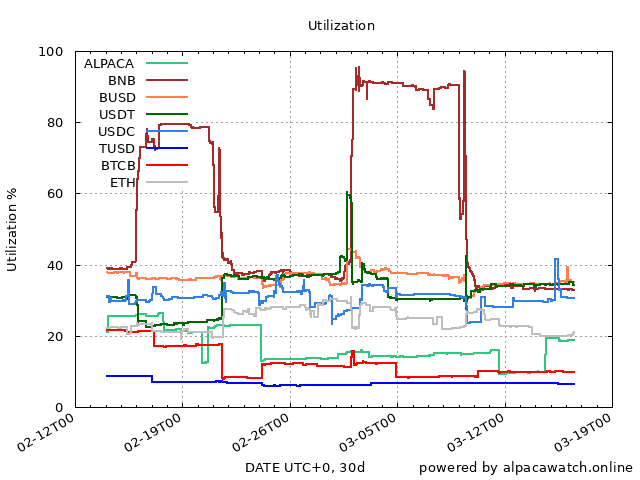 Utilization
100
80
60
40
20
0
Utilization %
ALPACA
BNB
BUSD
USDT
USDC
TUSD
BTCB
ETH
02-12T00
02-19T00
02-26T00
03-05T00
03-12T00
03-19T00
DATE UTC+0, 30d
powered by alpacawatch.online